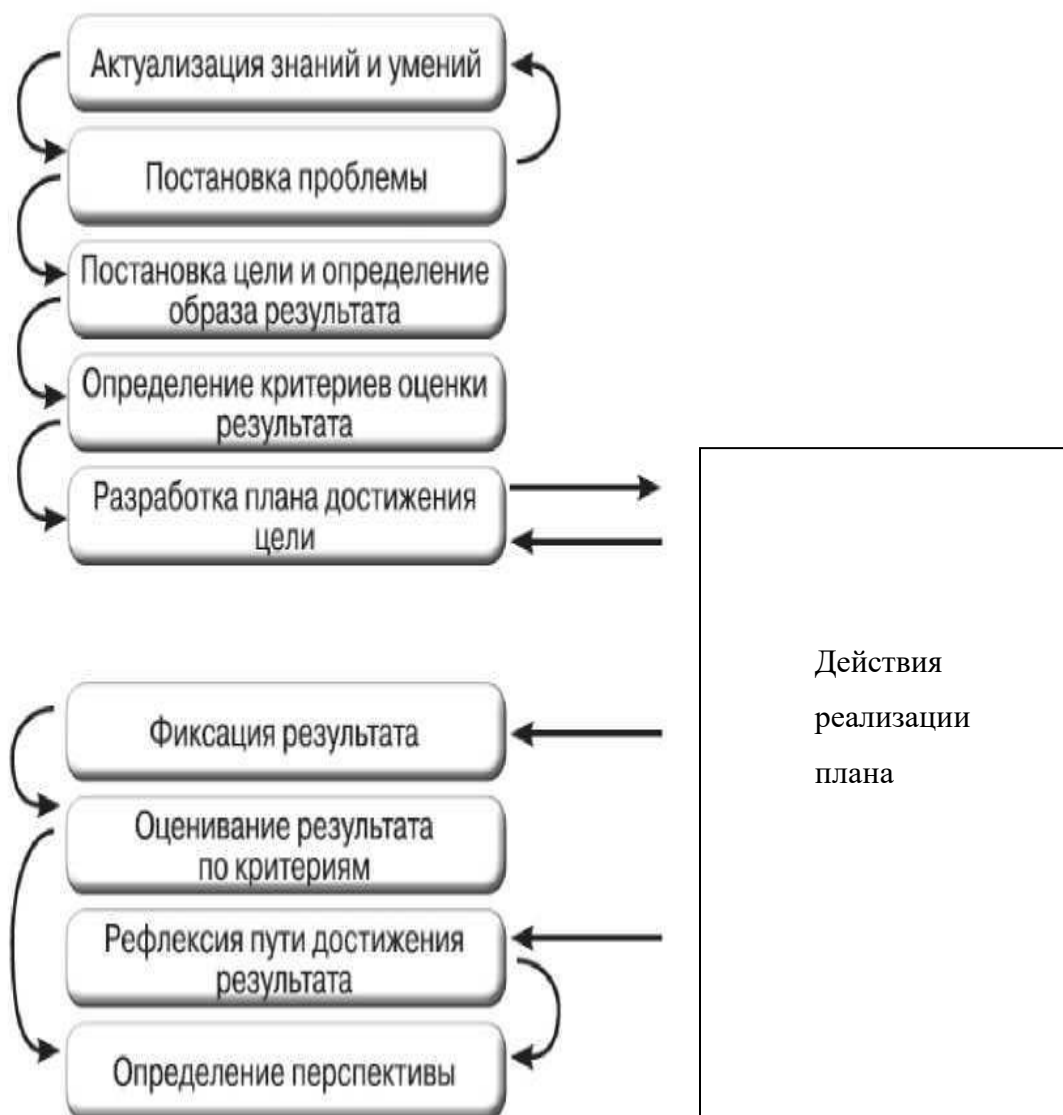 Актуализация знаний и умений
Постановка проблемы
Постановка цели и определение
образа результата
Определение критериев оценки
результата
Разработка плана достижения
цели
Действия
реализации
плана
Фиксация результата
Оценивание результата
по критериям
Рефлексия пути достижения
результата
Определение перспективы